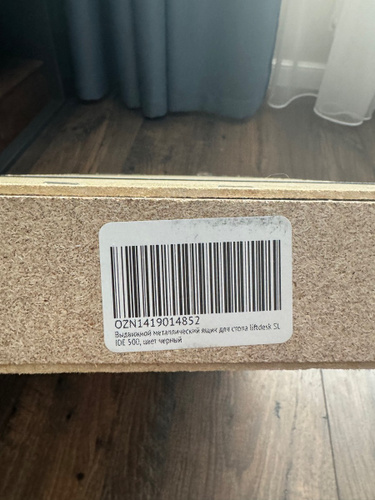 OZN1419014852
Выдвижной металлический ящик для стола liftdesk SL
IDE 500, цвет черный